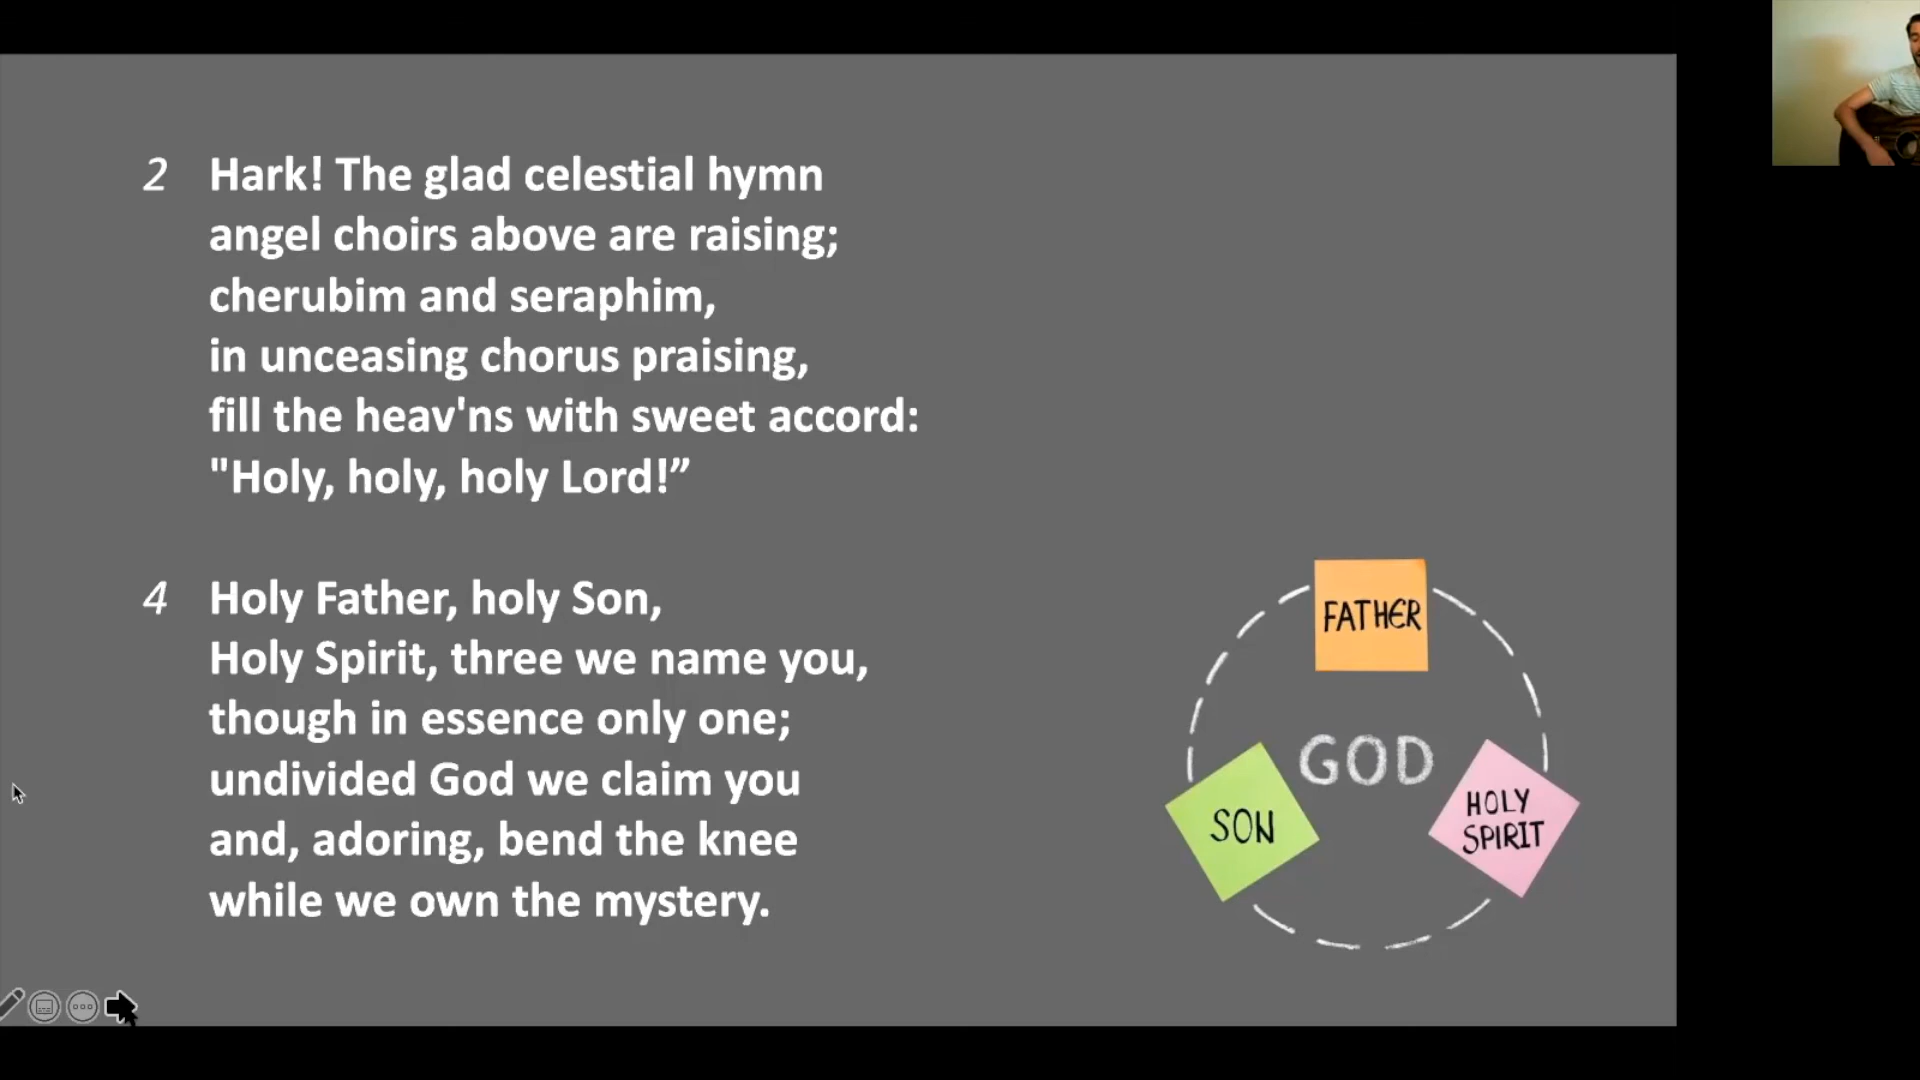 2 Hark! The glad celestial hymn
angel choirs above are raising;
cherubim and seraphim,
in unceasing chorus praising,
fill the heav'ns with sweet accord:
"Holy, holy, holy Lord!”
4 Holy Father, holy Son,
Holy Spirit, three we name you,
though in essence only one;
undivided God we claim you
and, adoring, bend the knee
while we own the mystery.
FATHER
GOD
SON
HOLY
SPIRIT